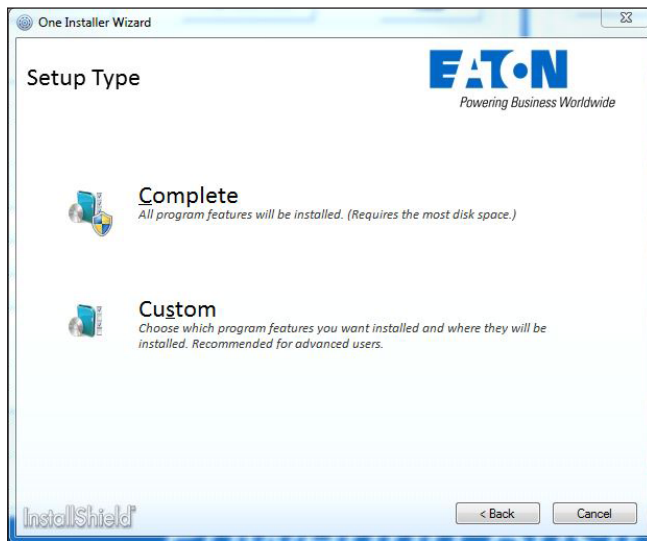 One Installer Wizard
Setup Type
EATON
Powering Business Worldwide
Complete
All program features will be installed. (Requires the most disk space.)
Custom
Choose which program features you want installed and where they will be
installed. Recommended for advanced users.
InstallShield
< Back
Cancel